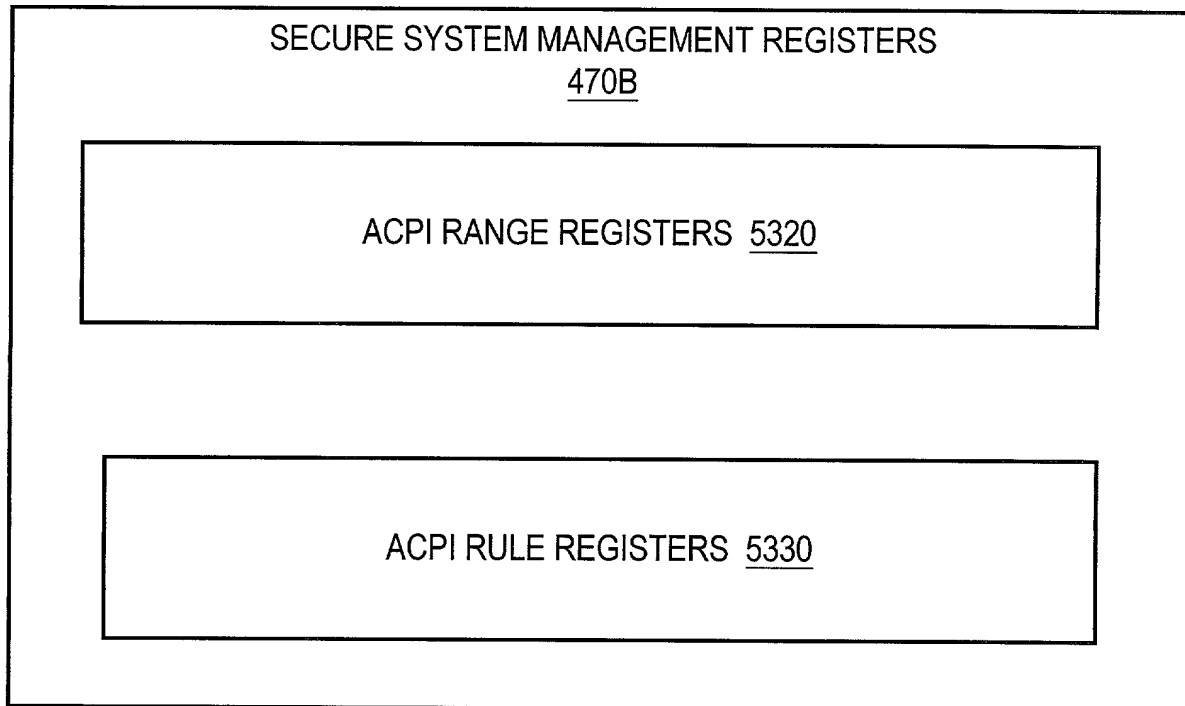 SECURE SYSTEM MANAGEMENT REGISTERS
470B
ACPI RANGE REGISTERS 5320
ACPI RULE REGISTERS 5330